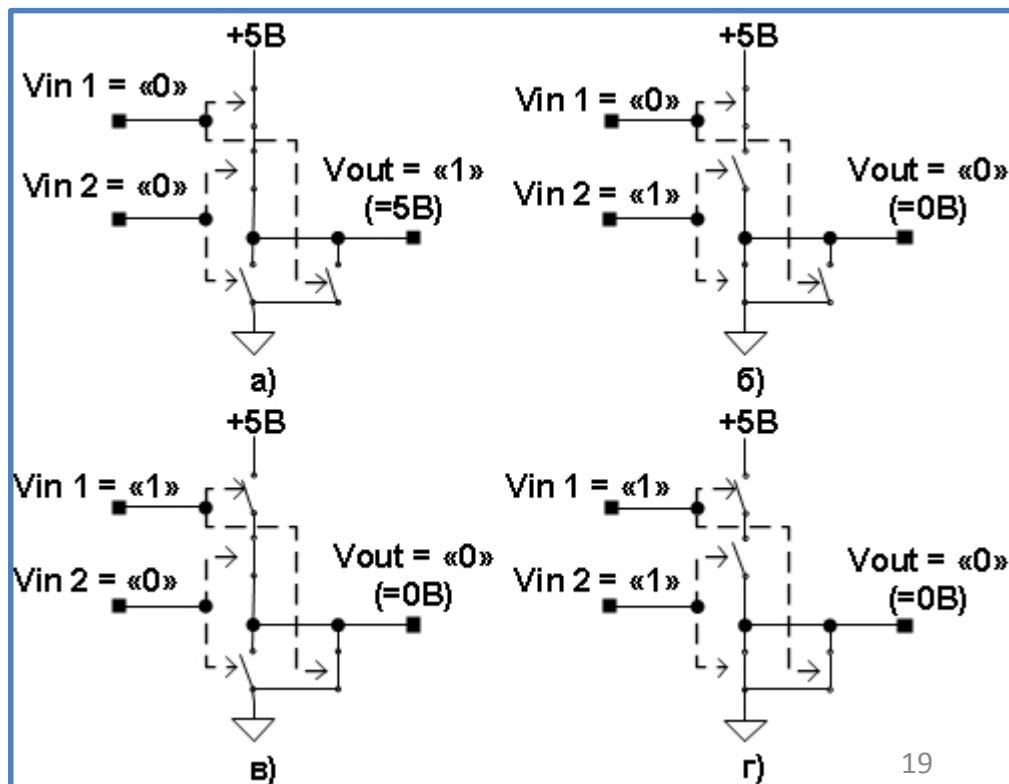 +5В
Vin 1 = «0»
Vin 2 = «0»
Vout = «1»
(=5В)
а)
+5В
Vin 1 = «0»
Vin 2 = «1»
Vout = «0»
(=0В)
б)
+5В
Vin 1 = «1»
Vin 2 = «0»
Vout = «0»
(=0В)
в)
+5В
Vin 1 = «1»
Vin 2 = «1»
Vout = «0»
(=0В)
г)
19